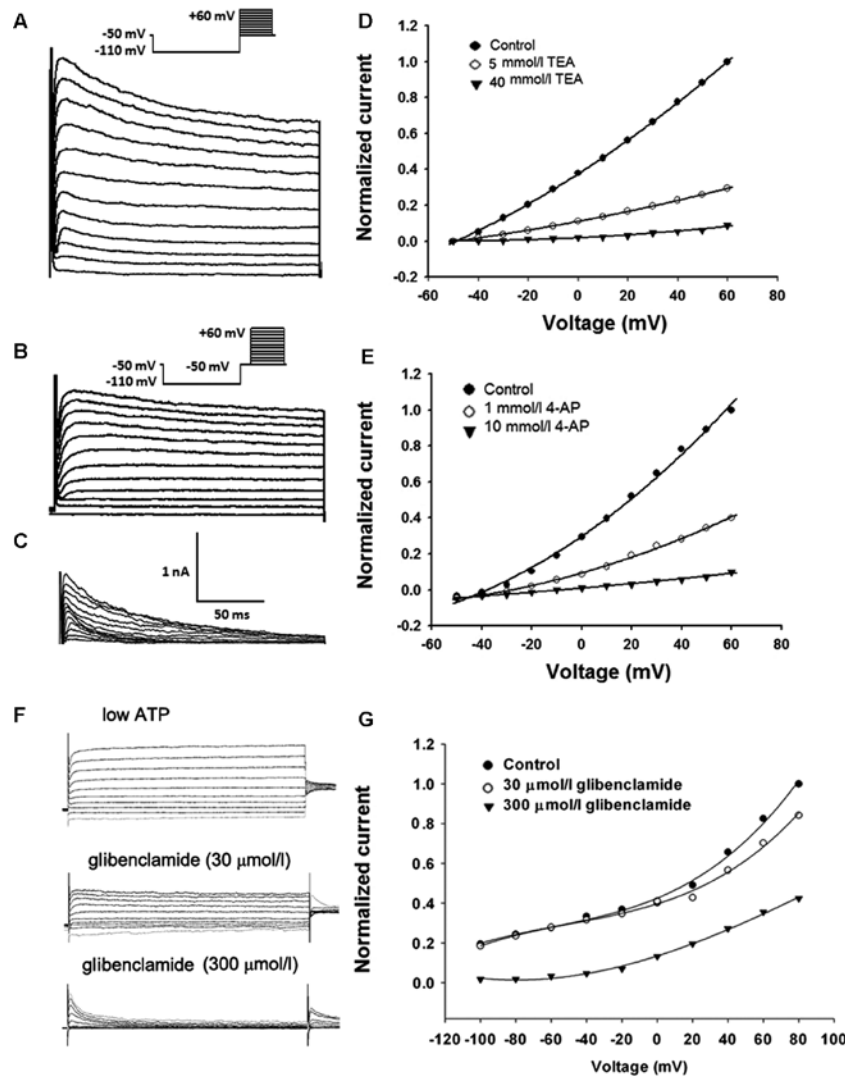 A
+60 mV
-50 mV
-110 mV
B
+60 mV
-50 mV
-50 mV
-110 mV
C
1 nA
50 ms
D
Control
5 mmol/l TEA
40 mmol/l TEA
Normalized current
1.2
1.0
0.8
0.6
0.4
0.2
0.0
-0.2
-60 -40 -20 0 20 40 60 80
Voltage (mV)
E
Control
1 mmol/l 4-AP
10 mmol/l 4-AP
Normalized current
1.2
1.0
0.8
0.6
0.4
0.2
0.0
-0.2
-60 -40 -20 0 20 40 60 80
Voltage (mV)
F
low ATP
glibenclamide (30 μmol/l)
glibenclamide (300 μmol/l)
G
Control
30 μmol/l glibenclamide
300 μmol/l glibenclamide
Normalized current
1.2
1.0
0.8
0.6
0.4
0.2
0.0
-120 -100 -80 -60 -40 -20 0 20 40 60 80 100
Voltage (mV)